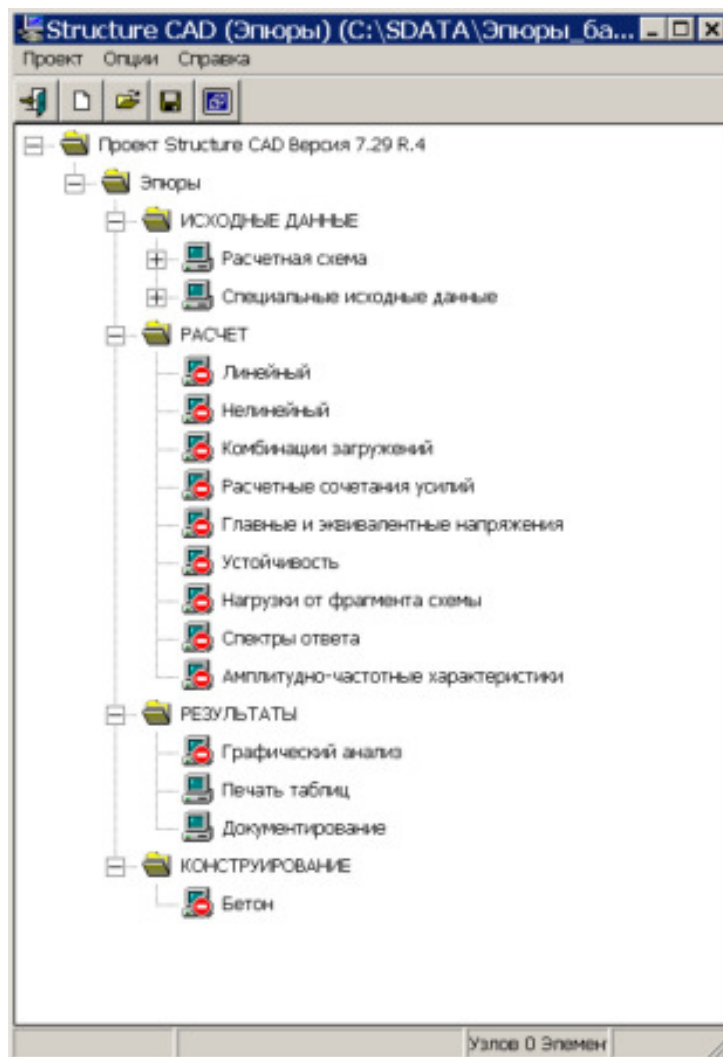 Structure CAD (Эпюры) (C:\SDATA\Эпюры_ба...
Проект Опции Справка
Проект Structure CAD Версия 7.29 R.4
Эпюры
ИСХОДНЫЕ ДАННЫЕ
Расчетная схема
Специальные исходные данные
РАСЧЕТ
Линейный
Нелинейный
Комбинации загружений
Расчетные сочетания усилий
Главные и эквивалентные напряжения
Устойчивость
Нагрузки от фрагмента схемы
Спектры ответа
Амплитудно-частотные характеристики
РЕЗУЛЬТАТЫ
Графический анализ
Печать таблиц
Документирование
КОНСТРУИРОВАНИЕ
Бетон
Узлов 0 Элемен